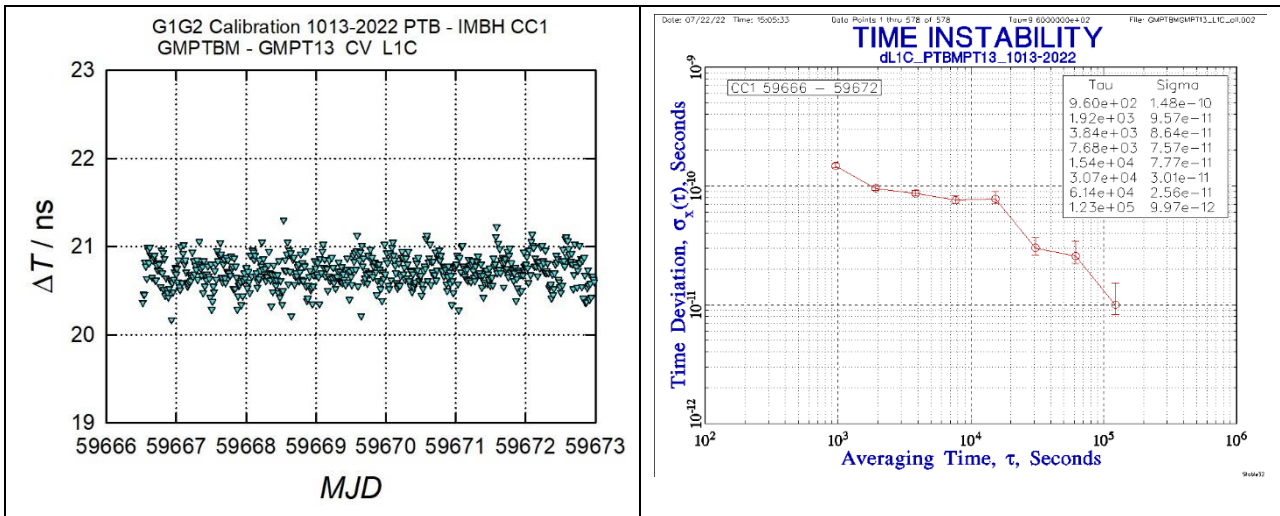 G1G2 Calibration 1013-2022 PTB - IMBH CC1
GMPTBM - GMPT13 CV L1C
23
22
21
20
19
ΔT / ns
59666 59667 59668 59669 59670 59671 59672 59673
MJD
Date: 07/22/22 Time: 15:05:33 Data Points 1 thru 578 of 578 Tau=9.6000000e+02 File: GMPTBMGMPT13_L1C_all.002
TIME INSTABILITY
dL1C_PTBMPT13_1013-2022
CC1 59666 – 59672
Tau Sigma
9.60e+02 1.48e-10
1.92e+03 9.57e-11
3.84e+03 8.64e-11
7.68e+03 7.57e-11
1.54e+04 7.77e-11
3.07e+04 3.01e-11
6.14e+04 2.56e-11
1.23e+05 9.97e-12
10⁻⁹
10⁻¹⁰
10⁻¹¹
10⁻¹²
Time Deviation, σₓ(τ), Seconds
10² 10³ 10⁴ 10⁵ 10⁶
Averaging Time, τ, Seconds